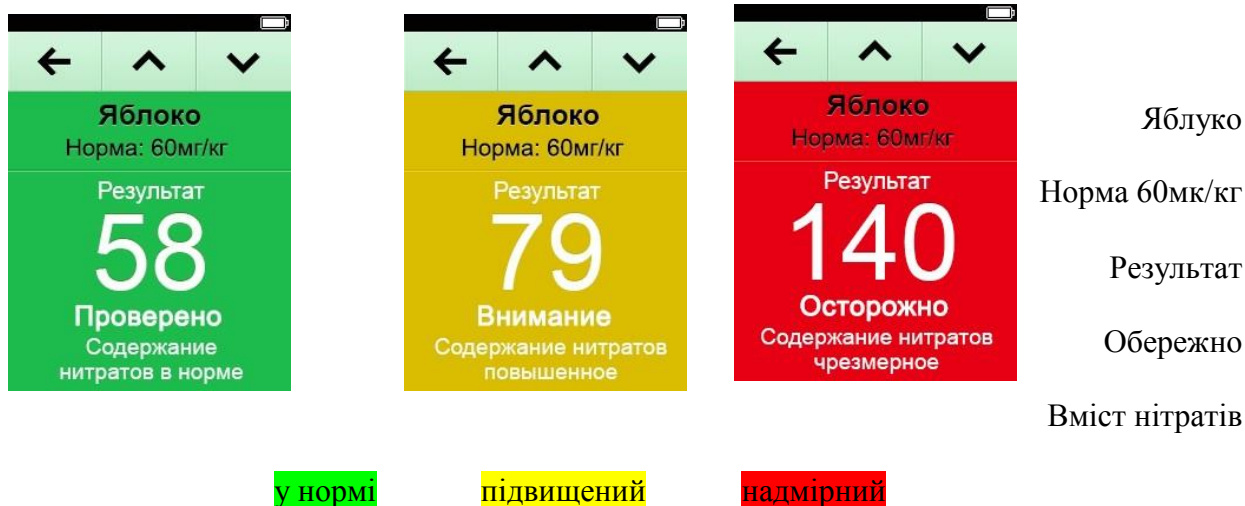 Яблоко
Норма: 60мг/кг
Результат
58
Проверено
Содержание
нитратов в норме
Яблоко
Норма: 60мг/кг
Результат
79
Внимание
Содержание нитратов
повышенное
Яблоко
Норма: 60мг/кг
Результат
140
Осторожно
Содержание нитратов
чрезмерное
Яблуко
Норма 60мк/кг
Результат
Обережно
Вміст нітратів
у нормі підвищений надмірний